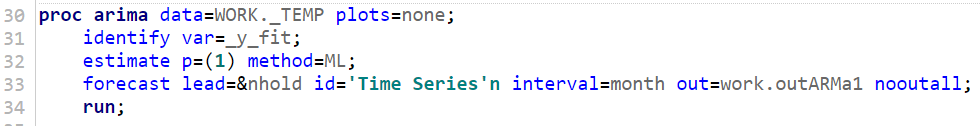 30 proc arima data=WORK._TEMP plots=none;
31 identify var=_y_fit;
32 estimate p=(1) method=ML;
33 forecast lead=&nhold id='Time Series'n interval=month out=work.outARMa1 nooutall;
34 run;